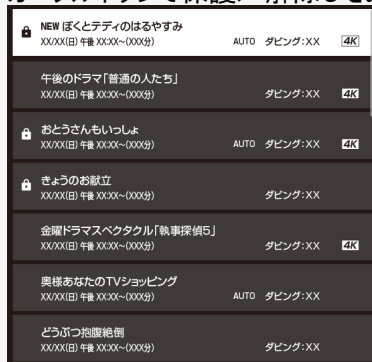 NEW ぼくとテディのはるやすみ
XX/XX(日) 午後 XX:XX~(XXX分) AUTO ダビング:XX 4K
午後のドラマ「普通の人たち」
XX/XX(日) 午後 XX:XX~(XXX分) ダビング:XX 4K
おとうさんもいっしょ
XX/XX(日) 午後 XX:XX~(XXX分) AUTO ダビング:XX 4K
きょうのお献立
XX/XX(日) 午後 XX:XX~(XXX分) ダビング:XX
金曜ドラマスペクタクル「執事探偵5」
XX/XX(日) 午後 XX:XX~(XXX分) ダビング:XX 4K
奥様あなたのTVショッピング
XX/XX(日) 午後 XX:XX~(XXX分) AUTO ダビング:XX
どうぶつ抱腹絶倒
XX/XX(日) 午後 XX:XX~(XXX分) ダビング:XX